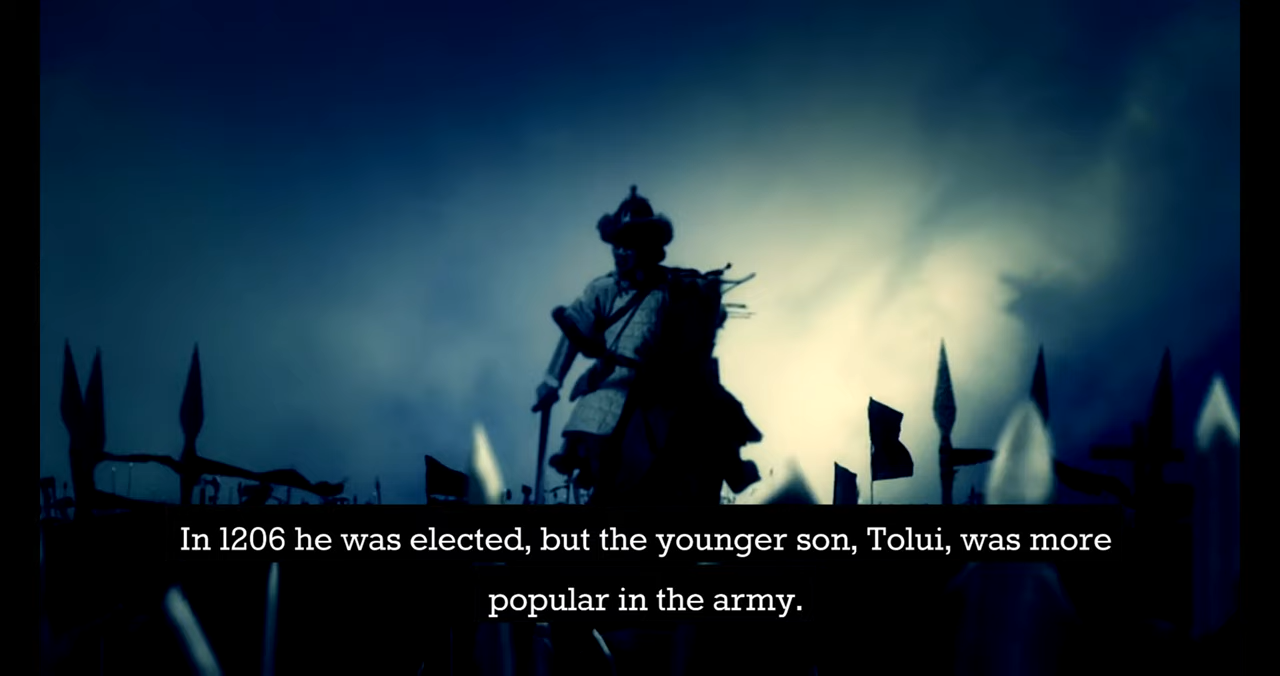 In 1206 he was elected, but the younger son, Tolui, was more
popular in the army.